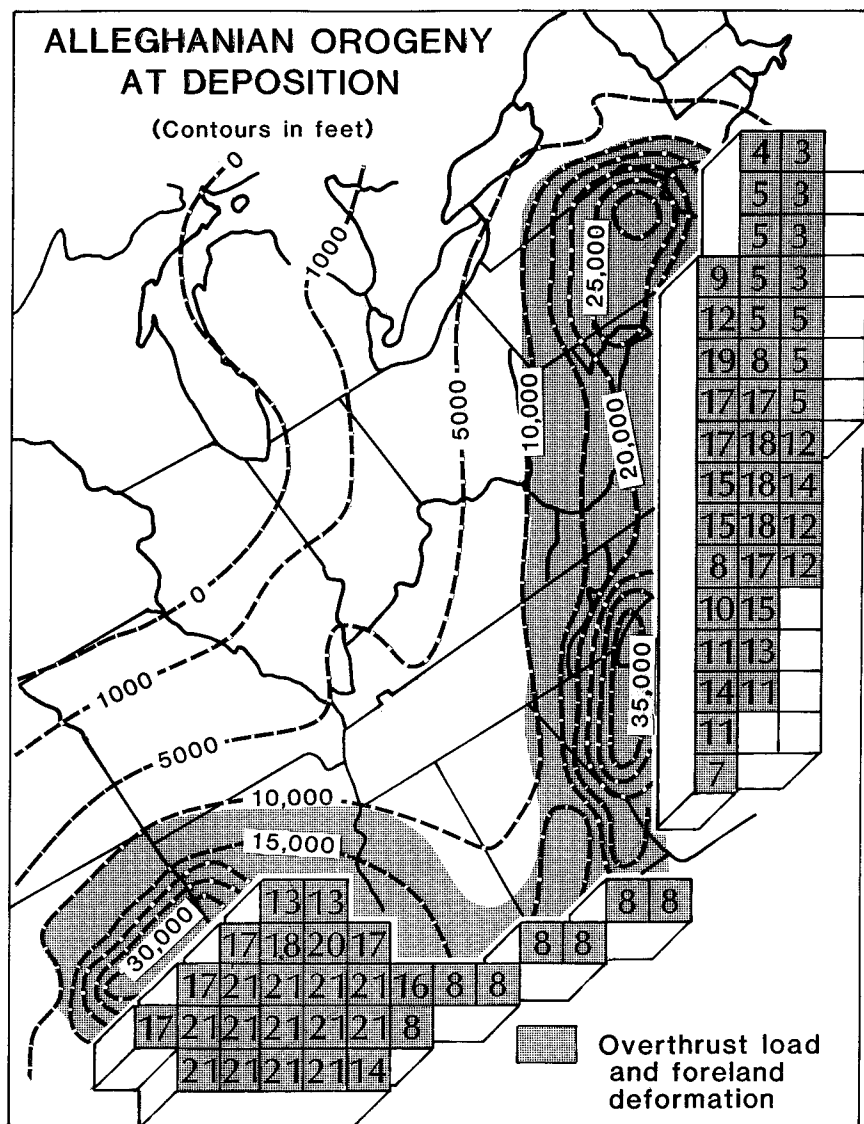 ALLEGHANIAN OROGENY
AT DEPOSITION
(Contours in feet)
0
1000
5000
10,000
25,000
20,000
35,000
0
1000
5000
10,000
15,000
30,000
4 3
5 3
5 3
9 5 3
12 5 5
19 8 5
17 17 5
17 18 12
15 18 14
15 18 12
8 17 12
10 15
11 13
14 11
11
7
13 13
8 8
17 18 20 17
8 8
17 21 21 21 21 16 8 8
17 21 21 21 21 21 8
21 21 21 21 14
Overthrust load
and foreland
deformation